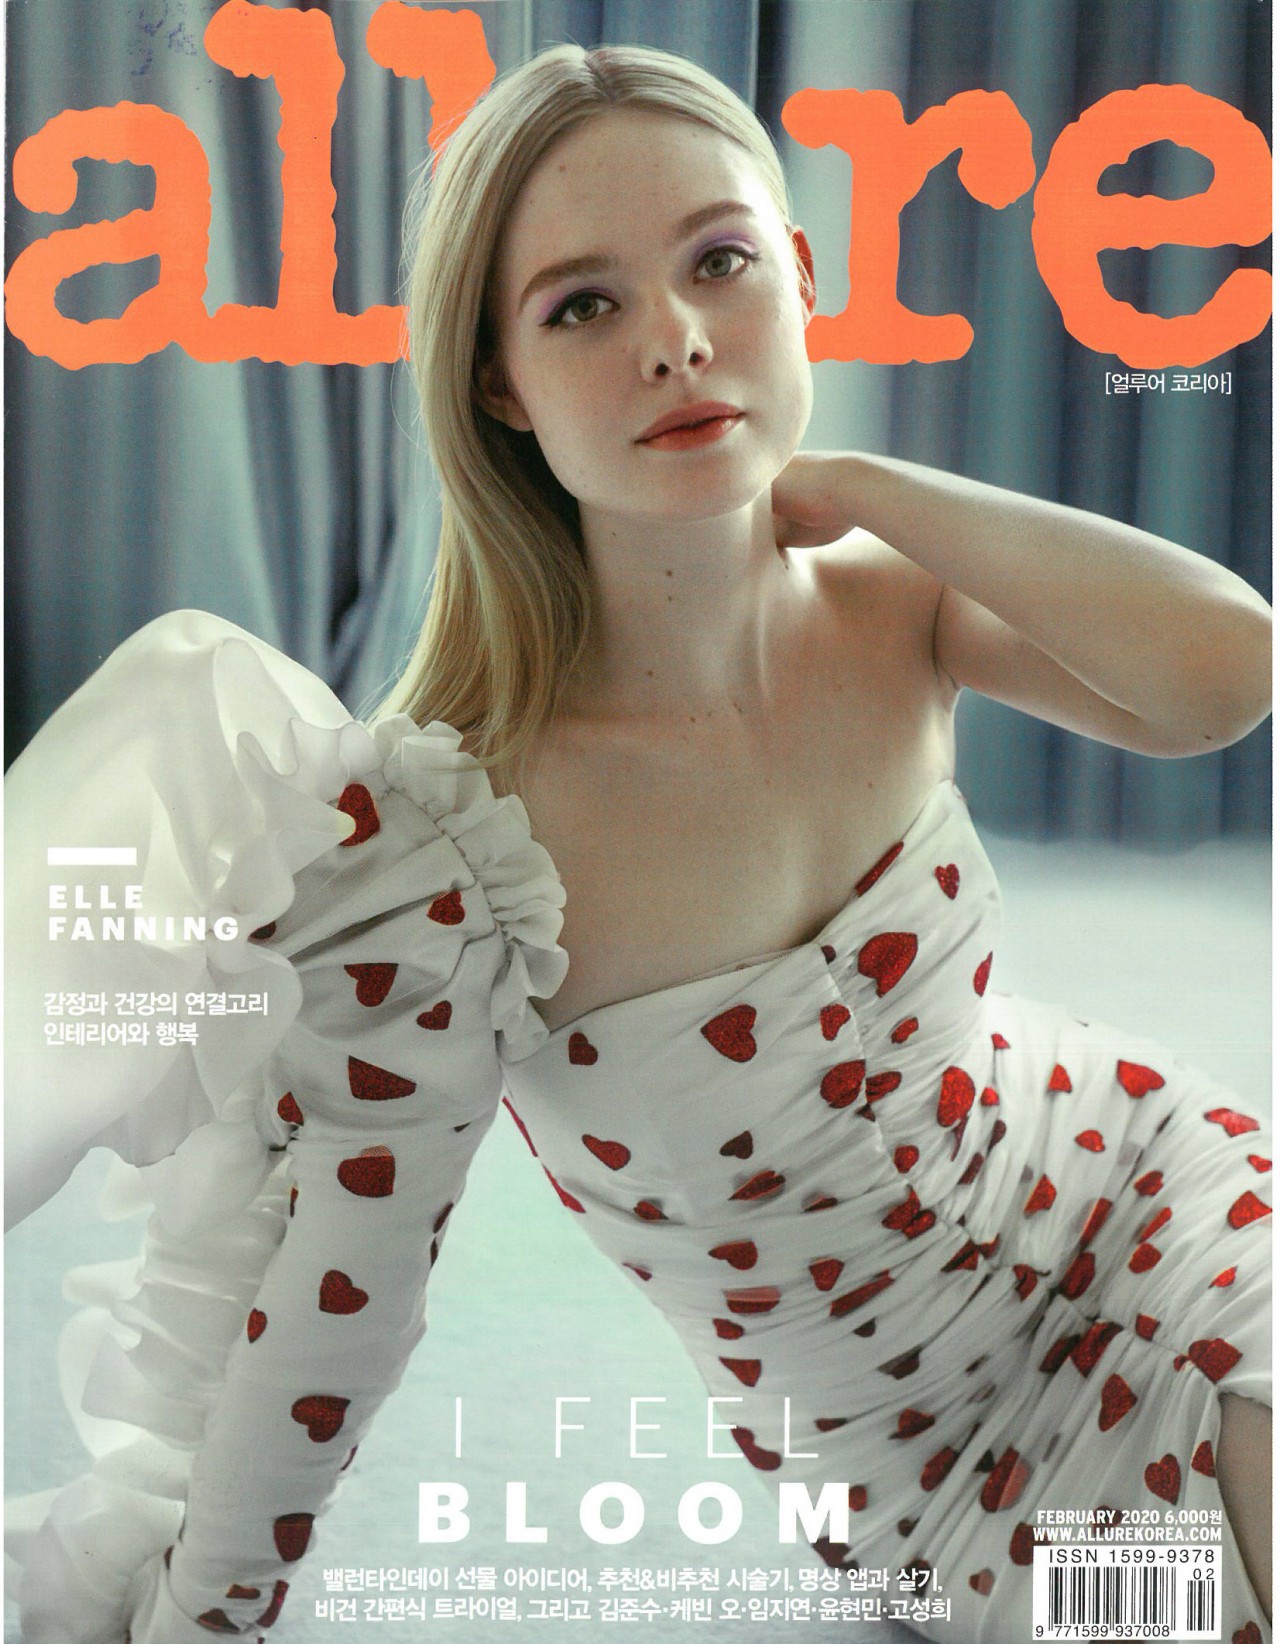 allure
[얼루어 코리아]
ELLE
FANNING
감정과 건강의 연결고리
인테리어와 행복
I FEEL
BLOOM
FEBRUARY 2020 6,000원
WWW.ALLUREKOREA.COM
ISSN 1599-9378
02
9 771599 937008
밸런타인데이 선물 아이디어, 추천&비추천 시술기, 명상 앱과 살기,
비건 간편식 트라이얼, 그리고 김준수·케빈 오·임지연·윤현민·고성희